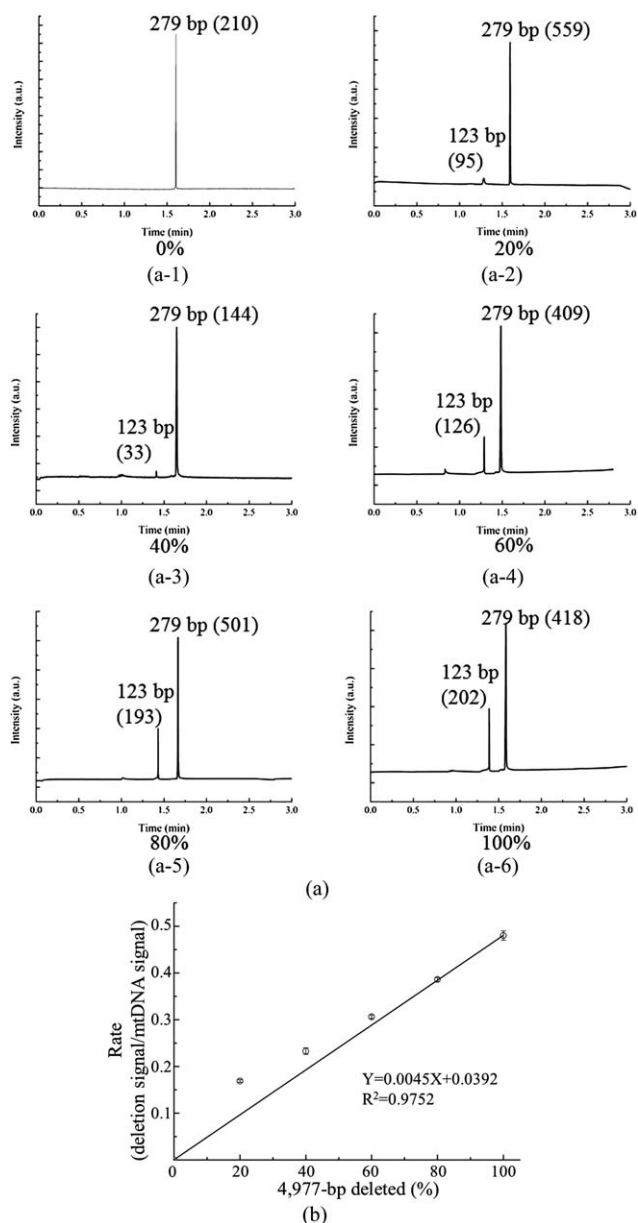 279 bp (210)
Intensity (a.u.)
0.0 0.5 1.0 1.5 2.0 2.5 3.0
Time (min)
0%
(a-1)
279 bp (559)
123 bp
(95)
Intensity (a.u.)
0.0 0.5 1.0 1.5 2.0 2.5 3.0
Time (min)
20%
(a-2)
279 bp (144)
123 bp
(33)
Intensity (a.u.)
0.0 0.5 1.0 1.5 2.0 2.5 3.0
Time (min)
40%
(a-3)
279 bp (409)
123 bp
(126)
Intensity (a.u.)
0.0 0.5 1.0 1.5 2.0 2.5 3.0
Time (min)
60%
(a-4)
279 bp (501)
123 bp
(193)
Intensity (a.u.)
0.0 0.5 1.0 1.5 2.0 2.5 3.0
Time (min)
80%
(a-5)
279 bp (418)
123 bp
(202)
Intensity (a.u.)
0.0 0.5 1.0 1.5 2.0 2.5 3.0
Time (min)
100%
(a-6)
(a)
Rate
(deletion signal/mtDNA signal)
0.5
0.4
0.3
0.2
0.1
Y=0.0045X+0.0392
R²=0.9752
0 20 40 60 80 100
4,977-bp deleted (%)
(b)